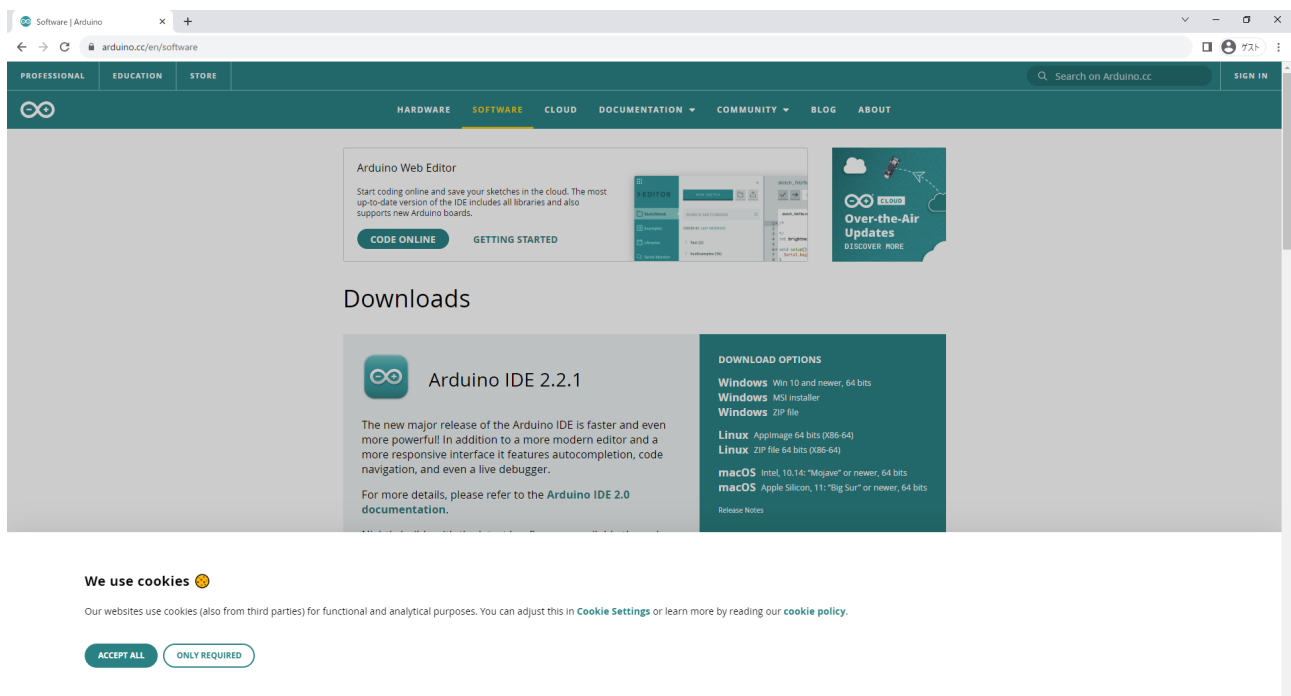 Software | Arduino
arduino.cc/en/software
ゲスト
PROFESSIONAL EDUCATION STORE
Search on Arduino.cc
SIGN IN
HARDWARE SOFTWARE CLOUD DOCUMENTATION COMMUNITY BLOG ABOUT
Arduino Web Editor
Start coding online and save your sketches in the cloud. The most
up-to-date version of the IDE includes all libraries and also
supports new Arduino boards.
CODE ONLINE GETTING STARTED
EDITOR
NEW SKETCH
CLOUD
Over-the-Air
Updates
DISCOVER MORE
Downloads
Arduino IDE 2.2.1
The new major release of the Arduino IDE is faster and even
more powerful! In addition to a more modern editor and a
more responsive interface it features autocompletion, code
navigation, and even a live debugger.
For more details, please refer to the Arduino IDE 2.0
documentation.
DOWNLOAD OPTIONS
Windows Win 10 and newer, 64 bits
Windows MSI installer
Windows ZIP file
Linux AppImage 64 bits (X86-64)
Linux ZIP file 64 bits (X86-64)
macOS Intel, 10.14: “Mojave” or newer, 64 bits
macOS Apple Silicon, 11: “Big Sur” or newer, 64 bits
Release Notes
We use cookies
Our websites use cookies (also from third parties) for functional and analytical purposes. You can adjust this in Cookie Settings or learn more by reading our cookie policy.
ACCEPT ALL ONLY REQUIRED